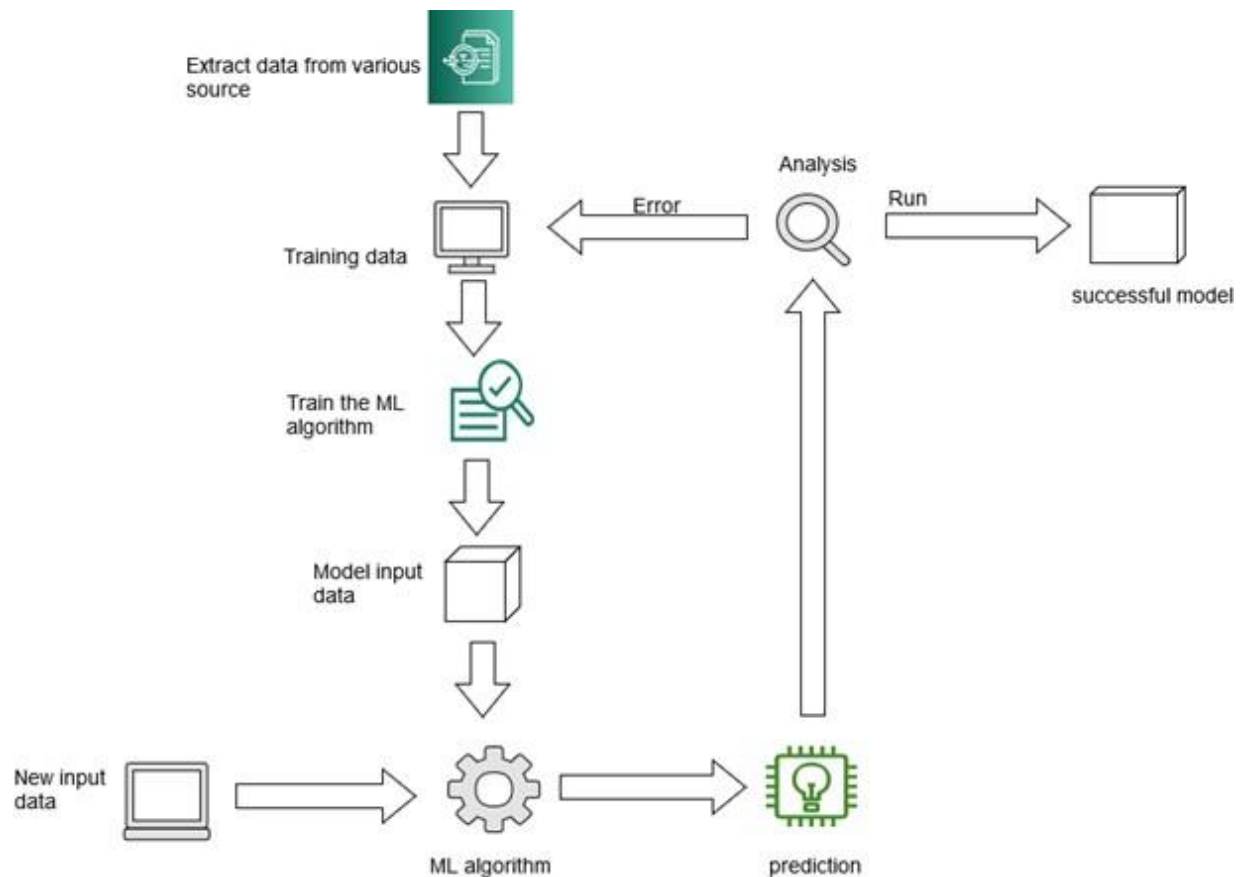 Extract data from various
source
Analysis
Error
Run
Training data
successful model
Train the ML
algorithm
Model input
data
New input
data
ML algorithm
prediction